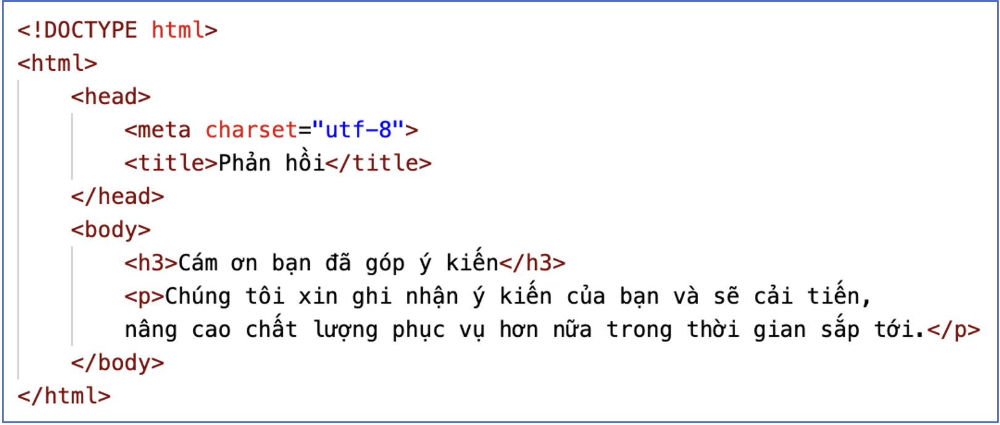 <!DOCTYPE html>
<html>
<head>
<meta charset="utf-8">
<title>Phản hồi</title>
</head>
<body>
<h3>Cám ơn bạn đã góp ý kiến</h3>
<p>Chúng tôi xin ghi nhận ý kiến của bạn và sẽ cải tiến,
nâng cao chất lượng phục vụ hơn nữa trong thời gian sắp tới.</p>
</body>
</html>